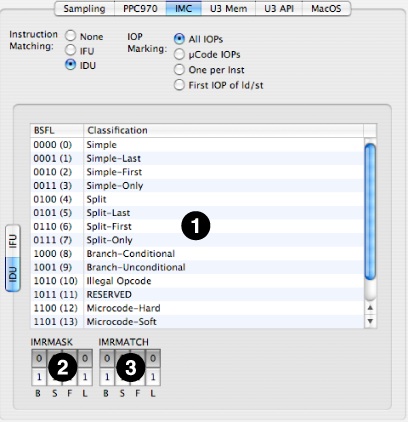 Sampling PPC970 IMC U3 Mem U3 API MacOS
Instruction Matching:
None
IFU
IDU
IOP Marking:
All IOPs
µCode IOPs
One per Inst
First IOP of ld/st
BSFL Classification
0000 (0) Simple
0001 (1) Simple-Last
0010 (2) Simple-First
0011 (3) Simple-Only
0100 (4) Split
0101 (5) Split-Last
0110 (6) Split-First
0111 (7) Split-Only
1000 (8) Branch-Conditional
1001 (9) Branch-Unconditional
1010 (10) Illegal Opcode
1011 (11) RESERVED
1100 (12) Microcode-Hard
1101 (13) Microcode-Soft
1
IFU
IDU
IMRMASK IMRMATCH
0 0 0 0
1 2 1 1 3 1
B S F L B S F L